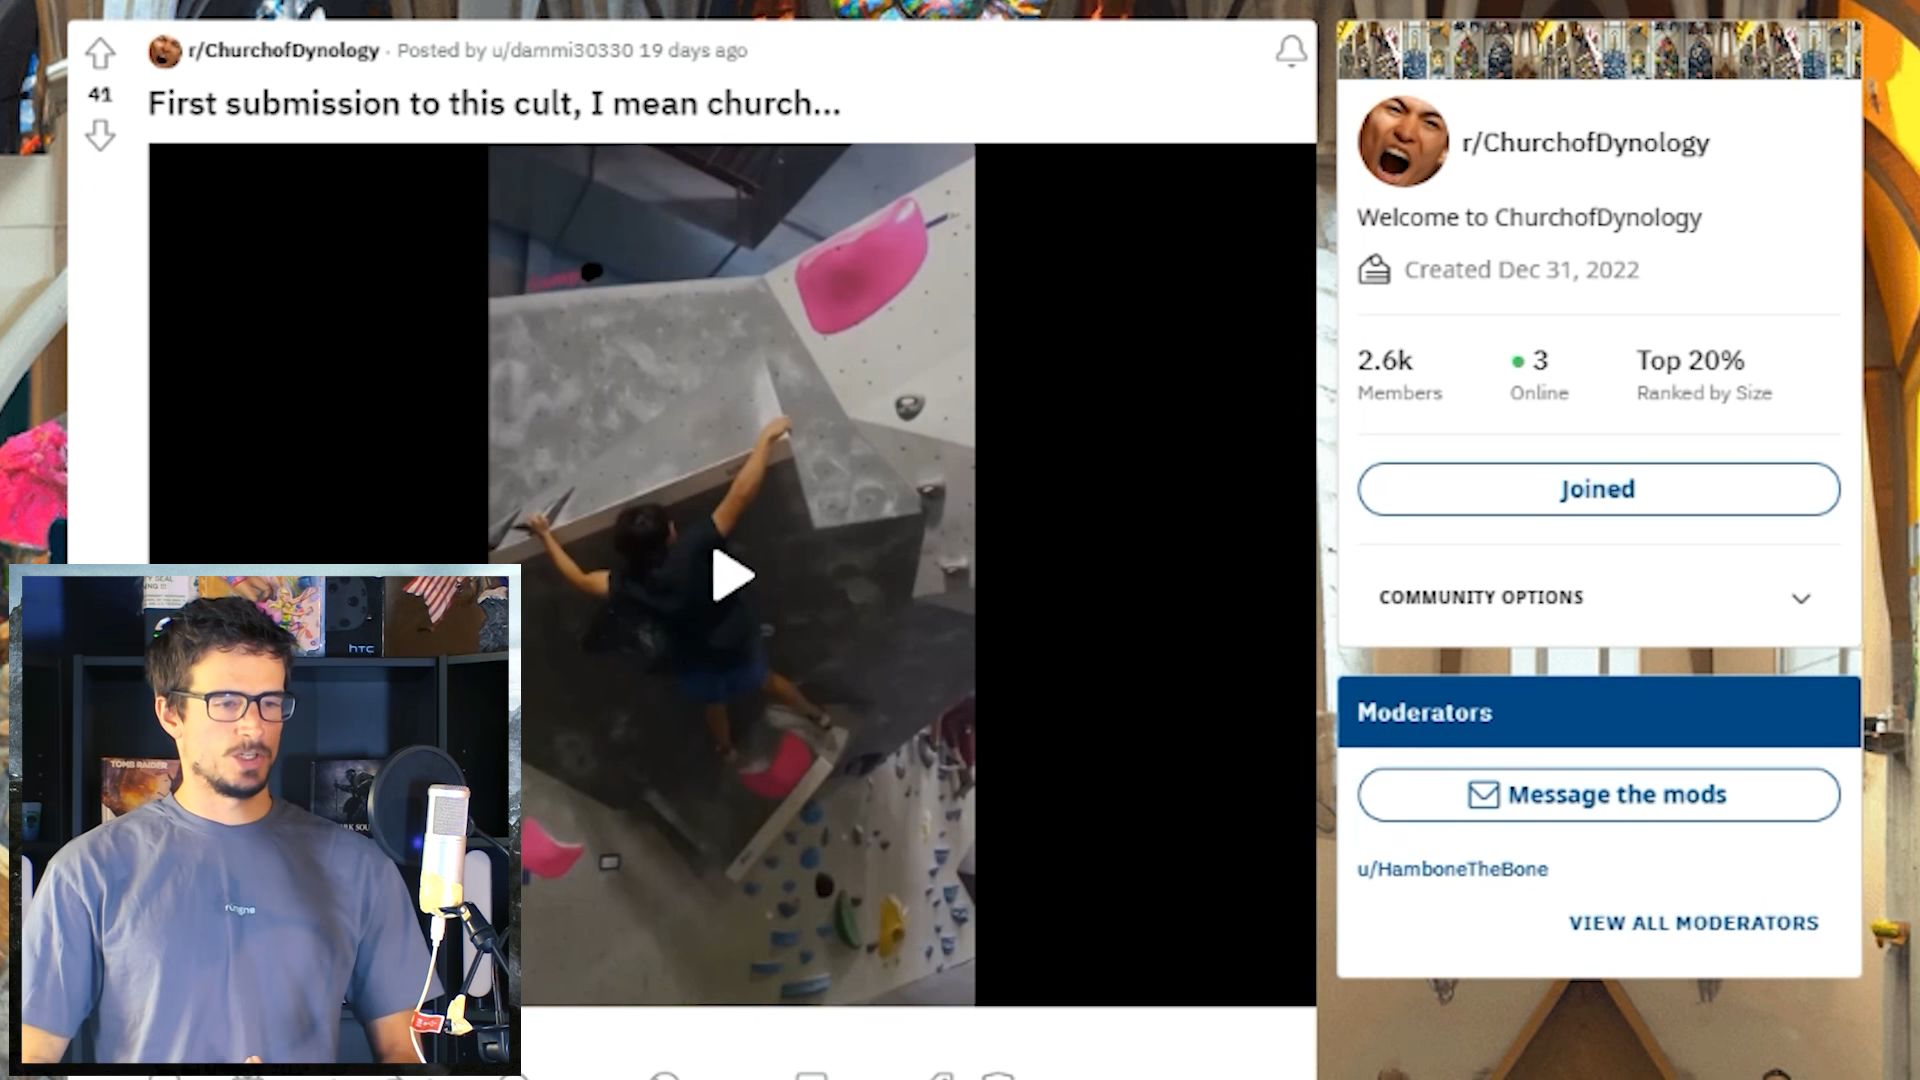 r/ChurchofDynology · Posted by u/dammi30330 19 days ago
41
First submission to this cult, I mean church...
r/ChurchofDynology
Welcome to ChurchofDynology
Created Dec 31, 2022
2.6k
Members
3
Online
Top 20%
Ranked by Size
Joined
COMMUNITY OPTIONS
Moderators
Message the mods
u/HamboneTheBone
VIEW ALL MODERATORS
hTC
TOMB RAIDER
rungne